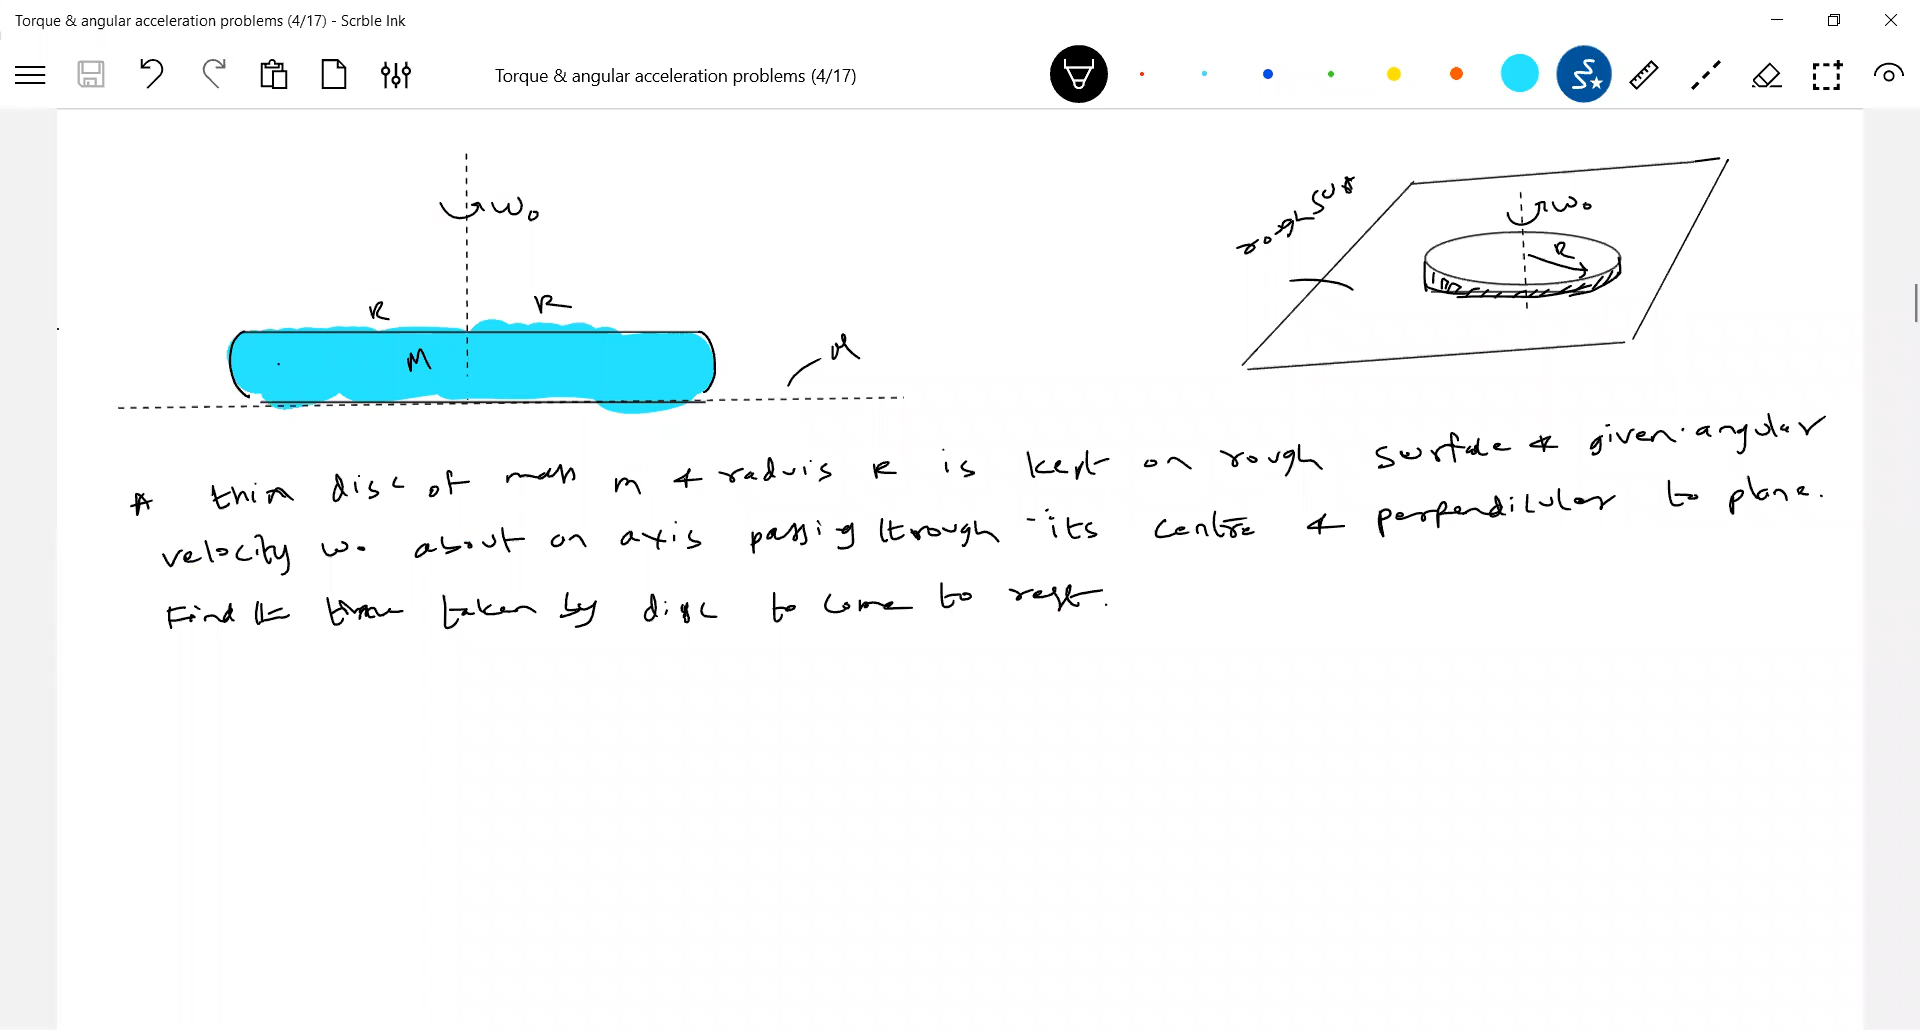 Torque & angular acceleration problems (4/17) - Scrble Ink
Torque & angular acceleration problems (4/17)
ω₀
R R
M
μ
rough sur
ω₀
R
* thin disc of mass m & raduis R is kept on rough surface & given angular
velocity ω₀ about an axis passig through its centre & perpendicular to plane.
Find the time taken by disc to come to rest.